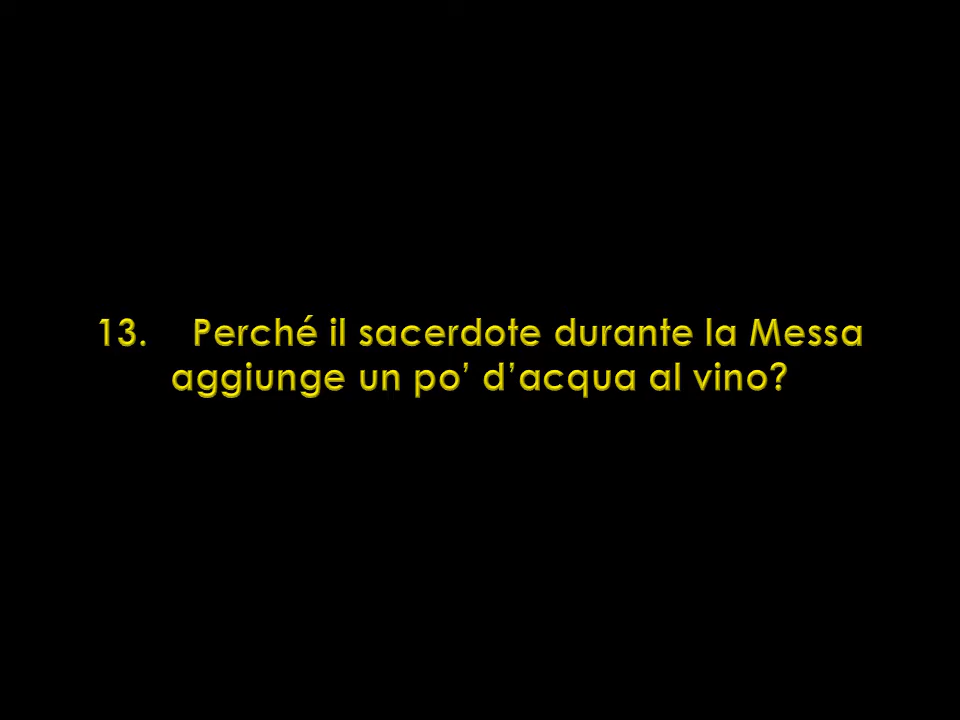 13. Perché il sacerdote durante la Messa
aggiunge un po’ d’acqua al vino?